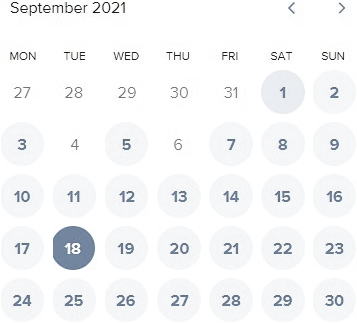 September 2021
MON TUE WED THU FRI SAT SUN
27 28 29 30 31 1 2
3 4 5 6 7 8 9
10 11 12 13 14 15 16
17 18 19 20 21 22 23
24 25 26 27 28 29 30